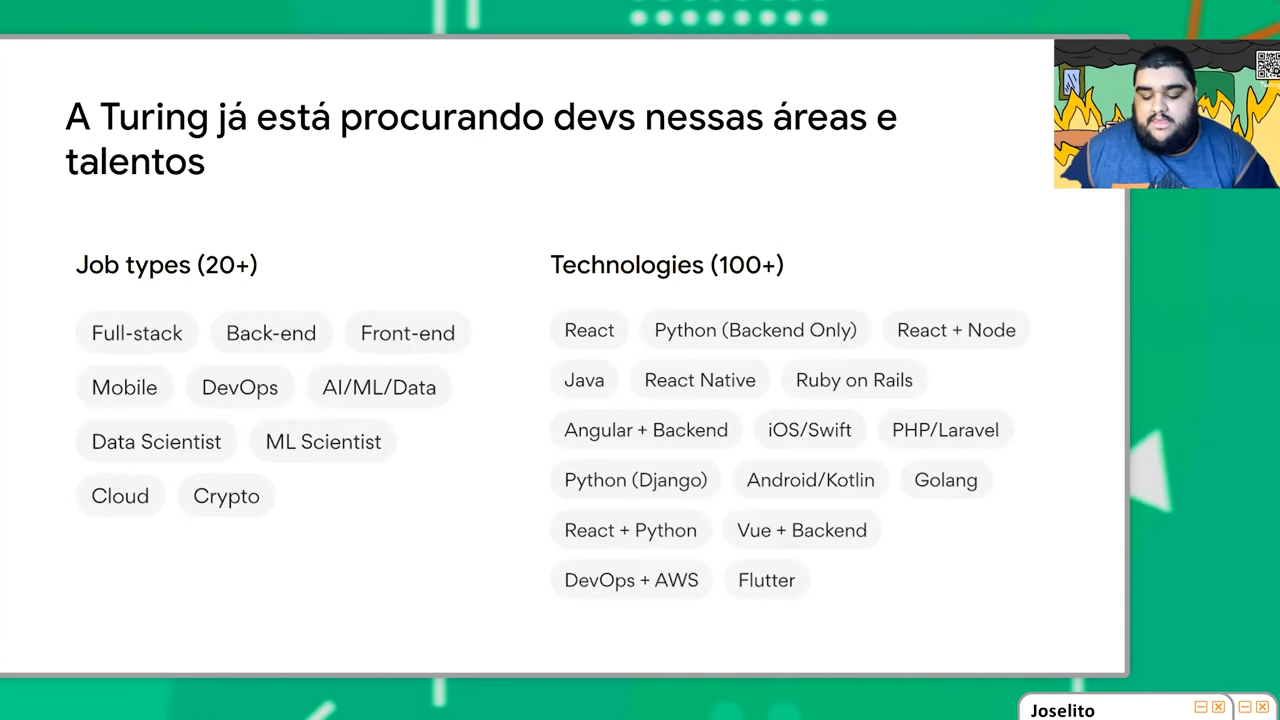 A Turing já está procurando devs nessas áreas e
talentos
Job types (20+)
Full-stack Back-end Front-end
Mobile DevOps AI/ML/Data
Data Scientist ML Scientist
Cloud Crypto
Technologies (100+)
React Python (Backend Only) React + Node
Java React Native Ruby on Rails
Angular + Backend iOS/Swift PHP/Laravel
Python (Django) Android/Kotlin Golang
React + Python Vue + Backend
DevOps + AWS Flutter
Joselito